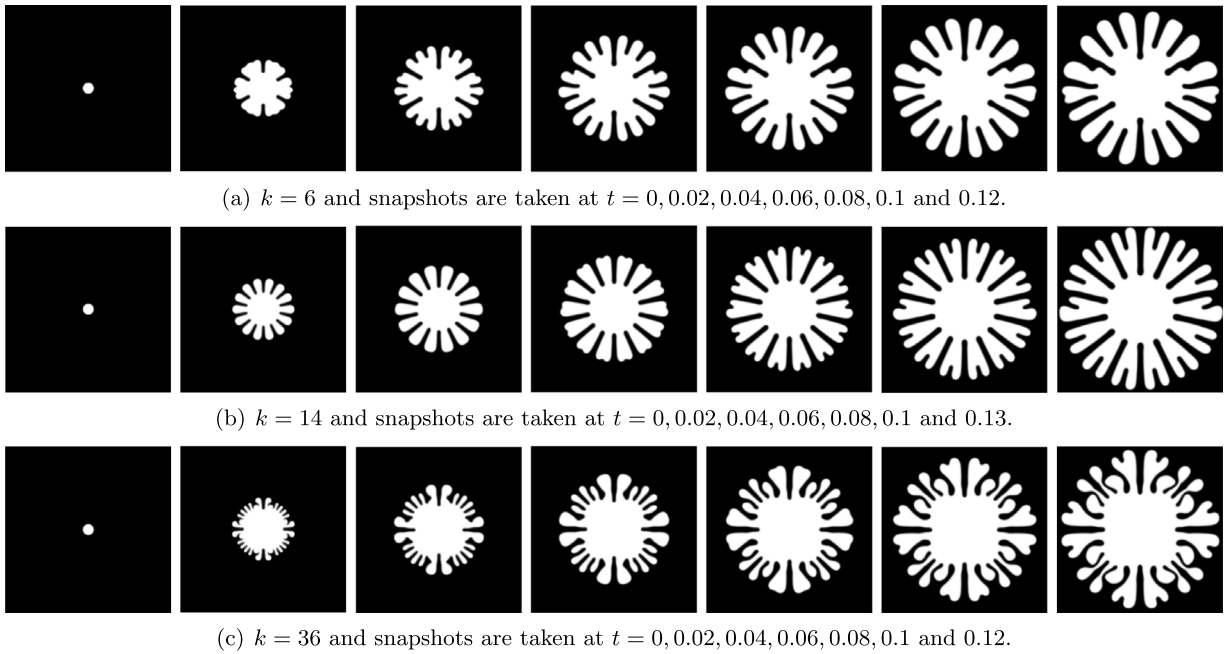 (a) k = 6 and snapshots are taken at t = 0, 0.02, 0.04, 0.06, 0.08, 0.1 and 0.12.
(b) k = 14 and snapshots are taken at t = 0, 0.02, 0.04, 0.06, 0.08, 0.1 and 0.13.
(c) k = 36 and snapshots are taken at t = 0, 0.02, 0.04, 0.06, 0.08, 0.1 and 0.12.